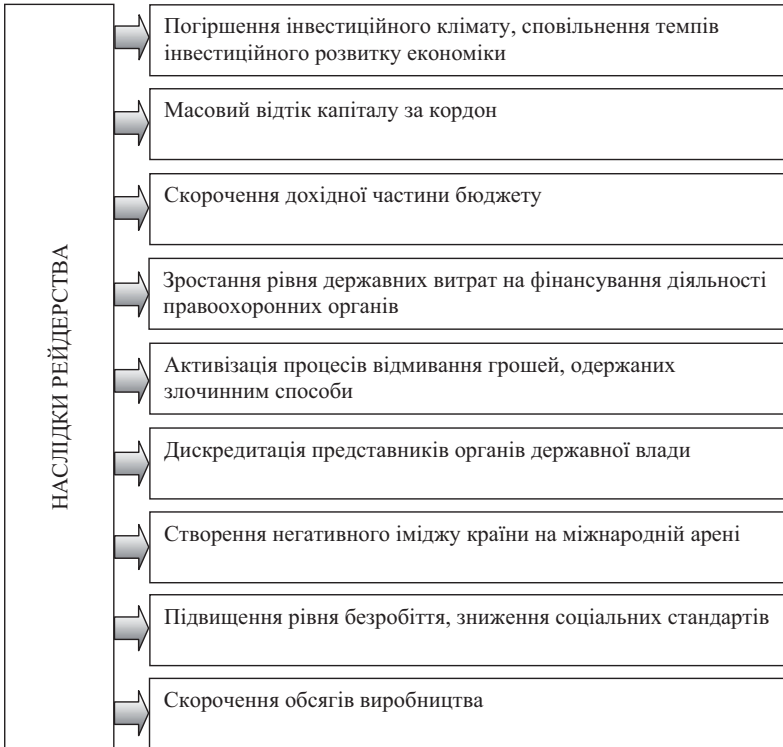 НАСЛІДКИ РЕЙДЕРСТВА
Погіршення інвестиційного клімату, сповільнення темпів
інвестиційного розвитку економіки
Масовий відтік капіталу за кордон
Скорочення дохідної частини бюджету
Зростання рівня державних витрат на фінансування діяльності
правоохоронних органів
Активізація процесів відмивання грошей, одержаних
злочинним способи
Дискредитація представників органів державної влади
Створення негативного іміджу країни на міжнародній арені
Підвищення рівня безробіття, зниження соціальних стандартів
Скорочення обсягів виробництва